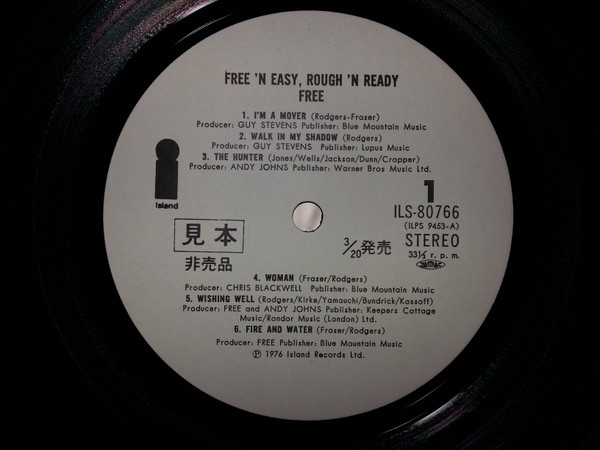 FREE 'N EASY, ROUGH 'N READY
FREE
1. I'M A MOVER (Rodgers-Fraser)
Producer: GUY STEVENS Publisher: Blue Mountain Music
2. WALK IN MY SHADOW (Rodgers)
Producer: GUY STEVENS Publisher: Lupus Music
3. THE HUNTER (Jones/Wells/Jackson/Dunn/Cropper)
Producer: ANDY JOHNS Publisher: Warner Bros Music Ltd.
island
1
ILS-80766
(ILPS 9453-A)
見本
非売品
3/20発売
STEREO
33⅓ r. p. m.
4. WOMAN (Fraser/Rodgers)
Producer: CHRIS BLACKWELL Publisher: Blue Mountain Music
5. WISHING WELL (Rodgers/Kirke/Yamauchi/Bundrick/Kossoff)
Producer: FREE and ANDY JOHNS Publisher: Keepers Cottage
Music/Rondor Music (London) Ltd.
6. FIRE AND WATER (Fraser/Rodgers)
Producer: FREE Publisher: Blue Mountain Music
Ⓟ 1976 Island Records Ltd.